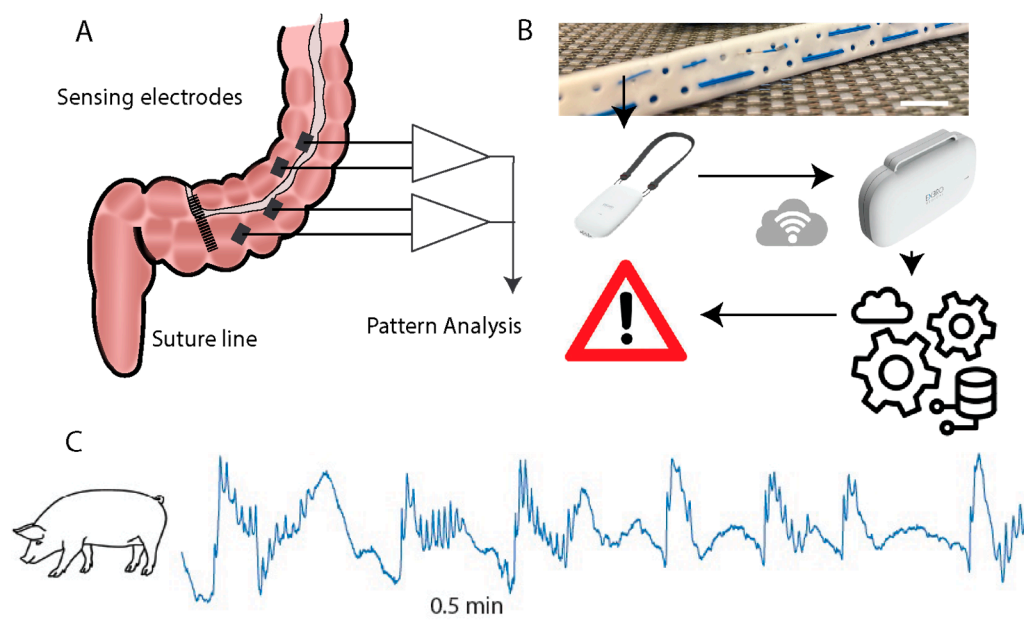 A
Sensing electrodes
Suture line
Pattern Analysis
B
C
0.5 min